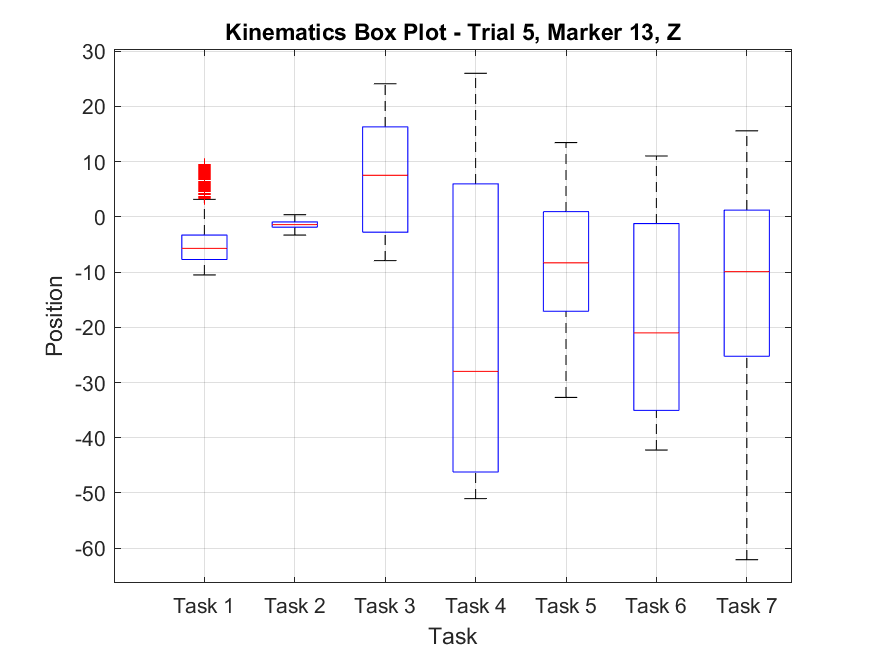 Kinematics Box Plot - Trial 5, Marker 13, Z
30
20
10
0
-10
-20
-30
-40
-50
-60
Position
Task 1 Task 2 Task 3 Task 4 Task 5 Task 6 Task 7
Task